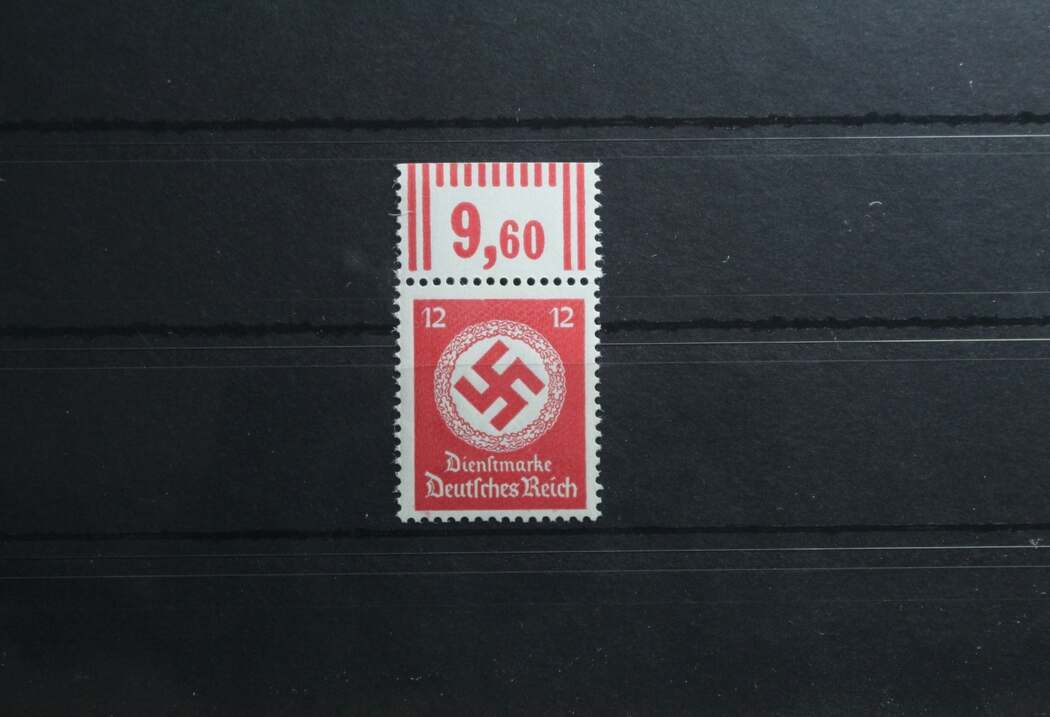 9,60
12 12
Dienſtmarke
Deutſches Reich